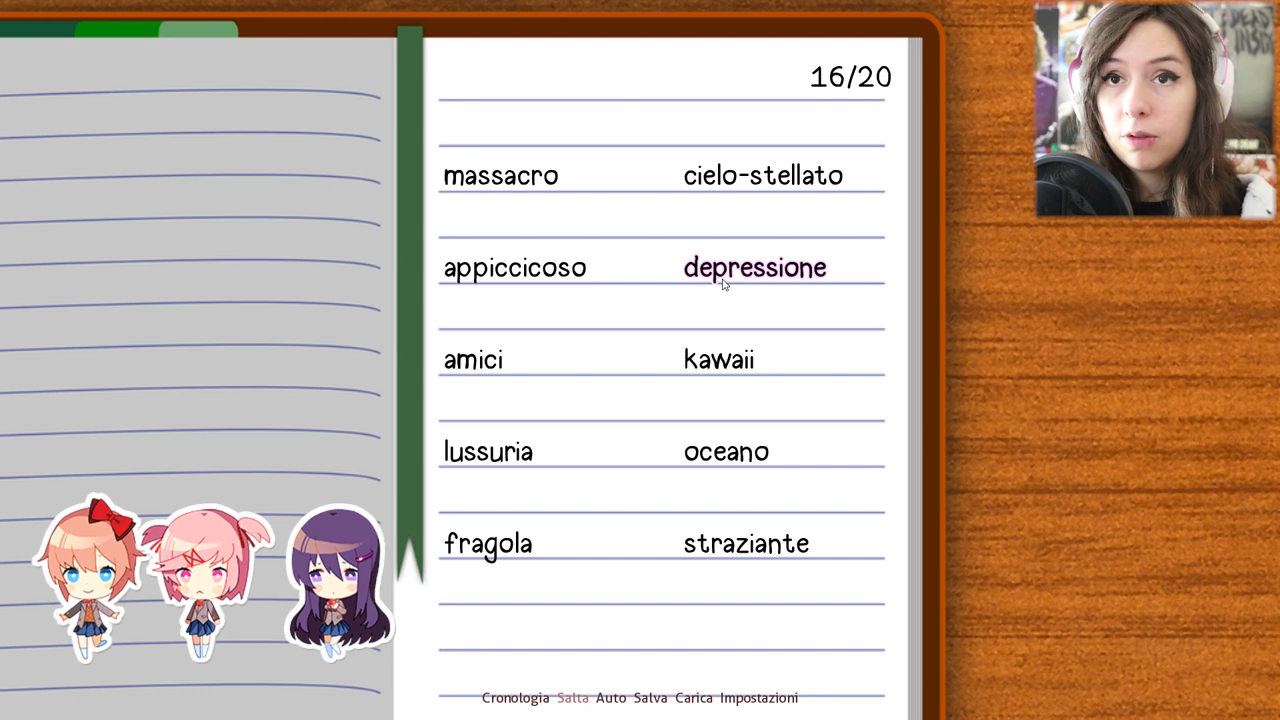 16/20
massacro cielo-stellato
appiccicoso depressione
amici kawaii
lussuria oceano
fragola straziante
Cronologia Salta Auto Salva Carica Impostazioni